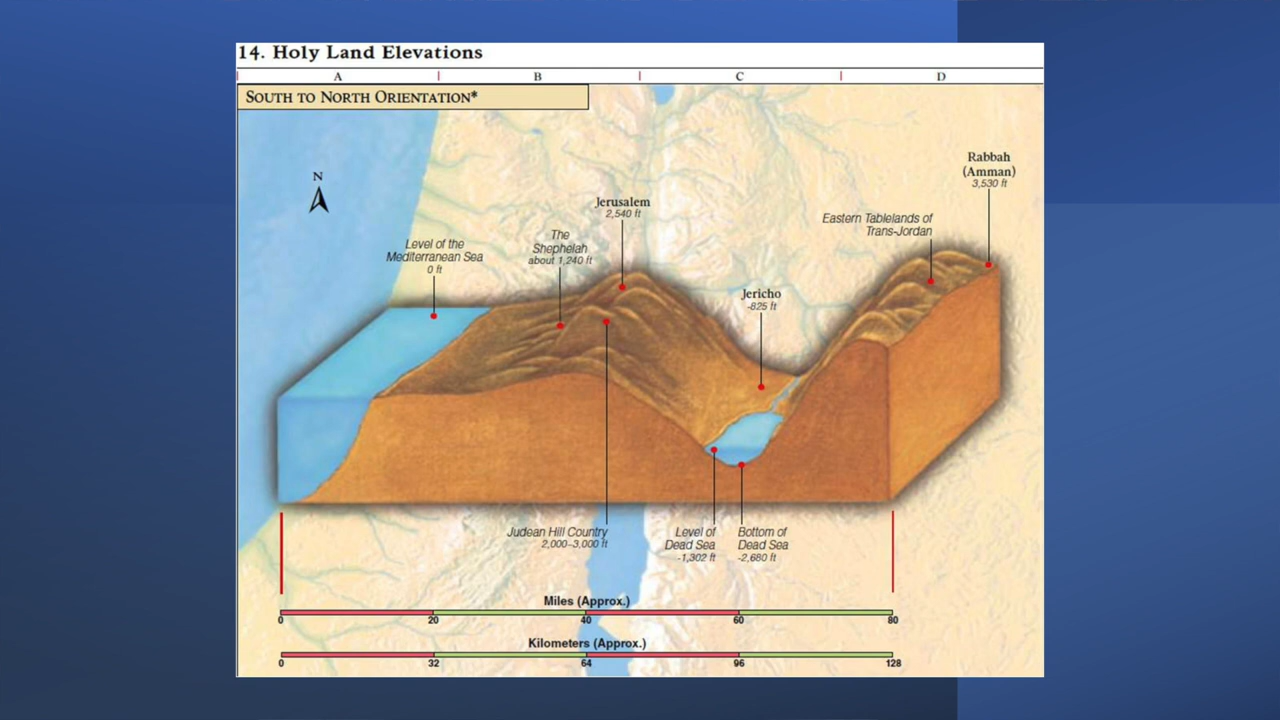 14. Holy Land Elevations
A B C D
SOUTH TO NORTH ORIENTATION*
N
Rabbah
(Amman)
3,530 ft
Jerusalem
2,540 ft
Eastern Tablelands of
Trans-Jordan
The
Shephelah
about 1,240 ft
Level of the
Mediterranean Sea
0 ft
Jericho
-825 ft
Judean Hill Country
2,000–3,000 ft
Level of
Dead Sea
-1,302 ft
Bottom of
Dead Sea
-2,680 ft
Miles (Approx.)
0 20 40 60 80
Kilometers (Approx.)
0 32 64 96 128